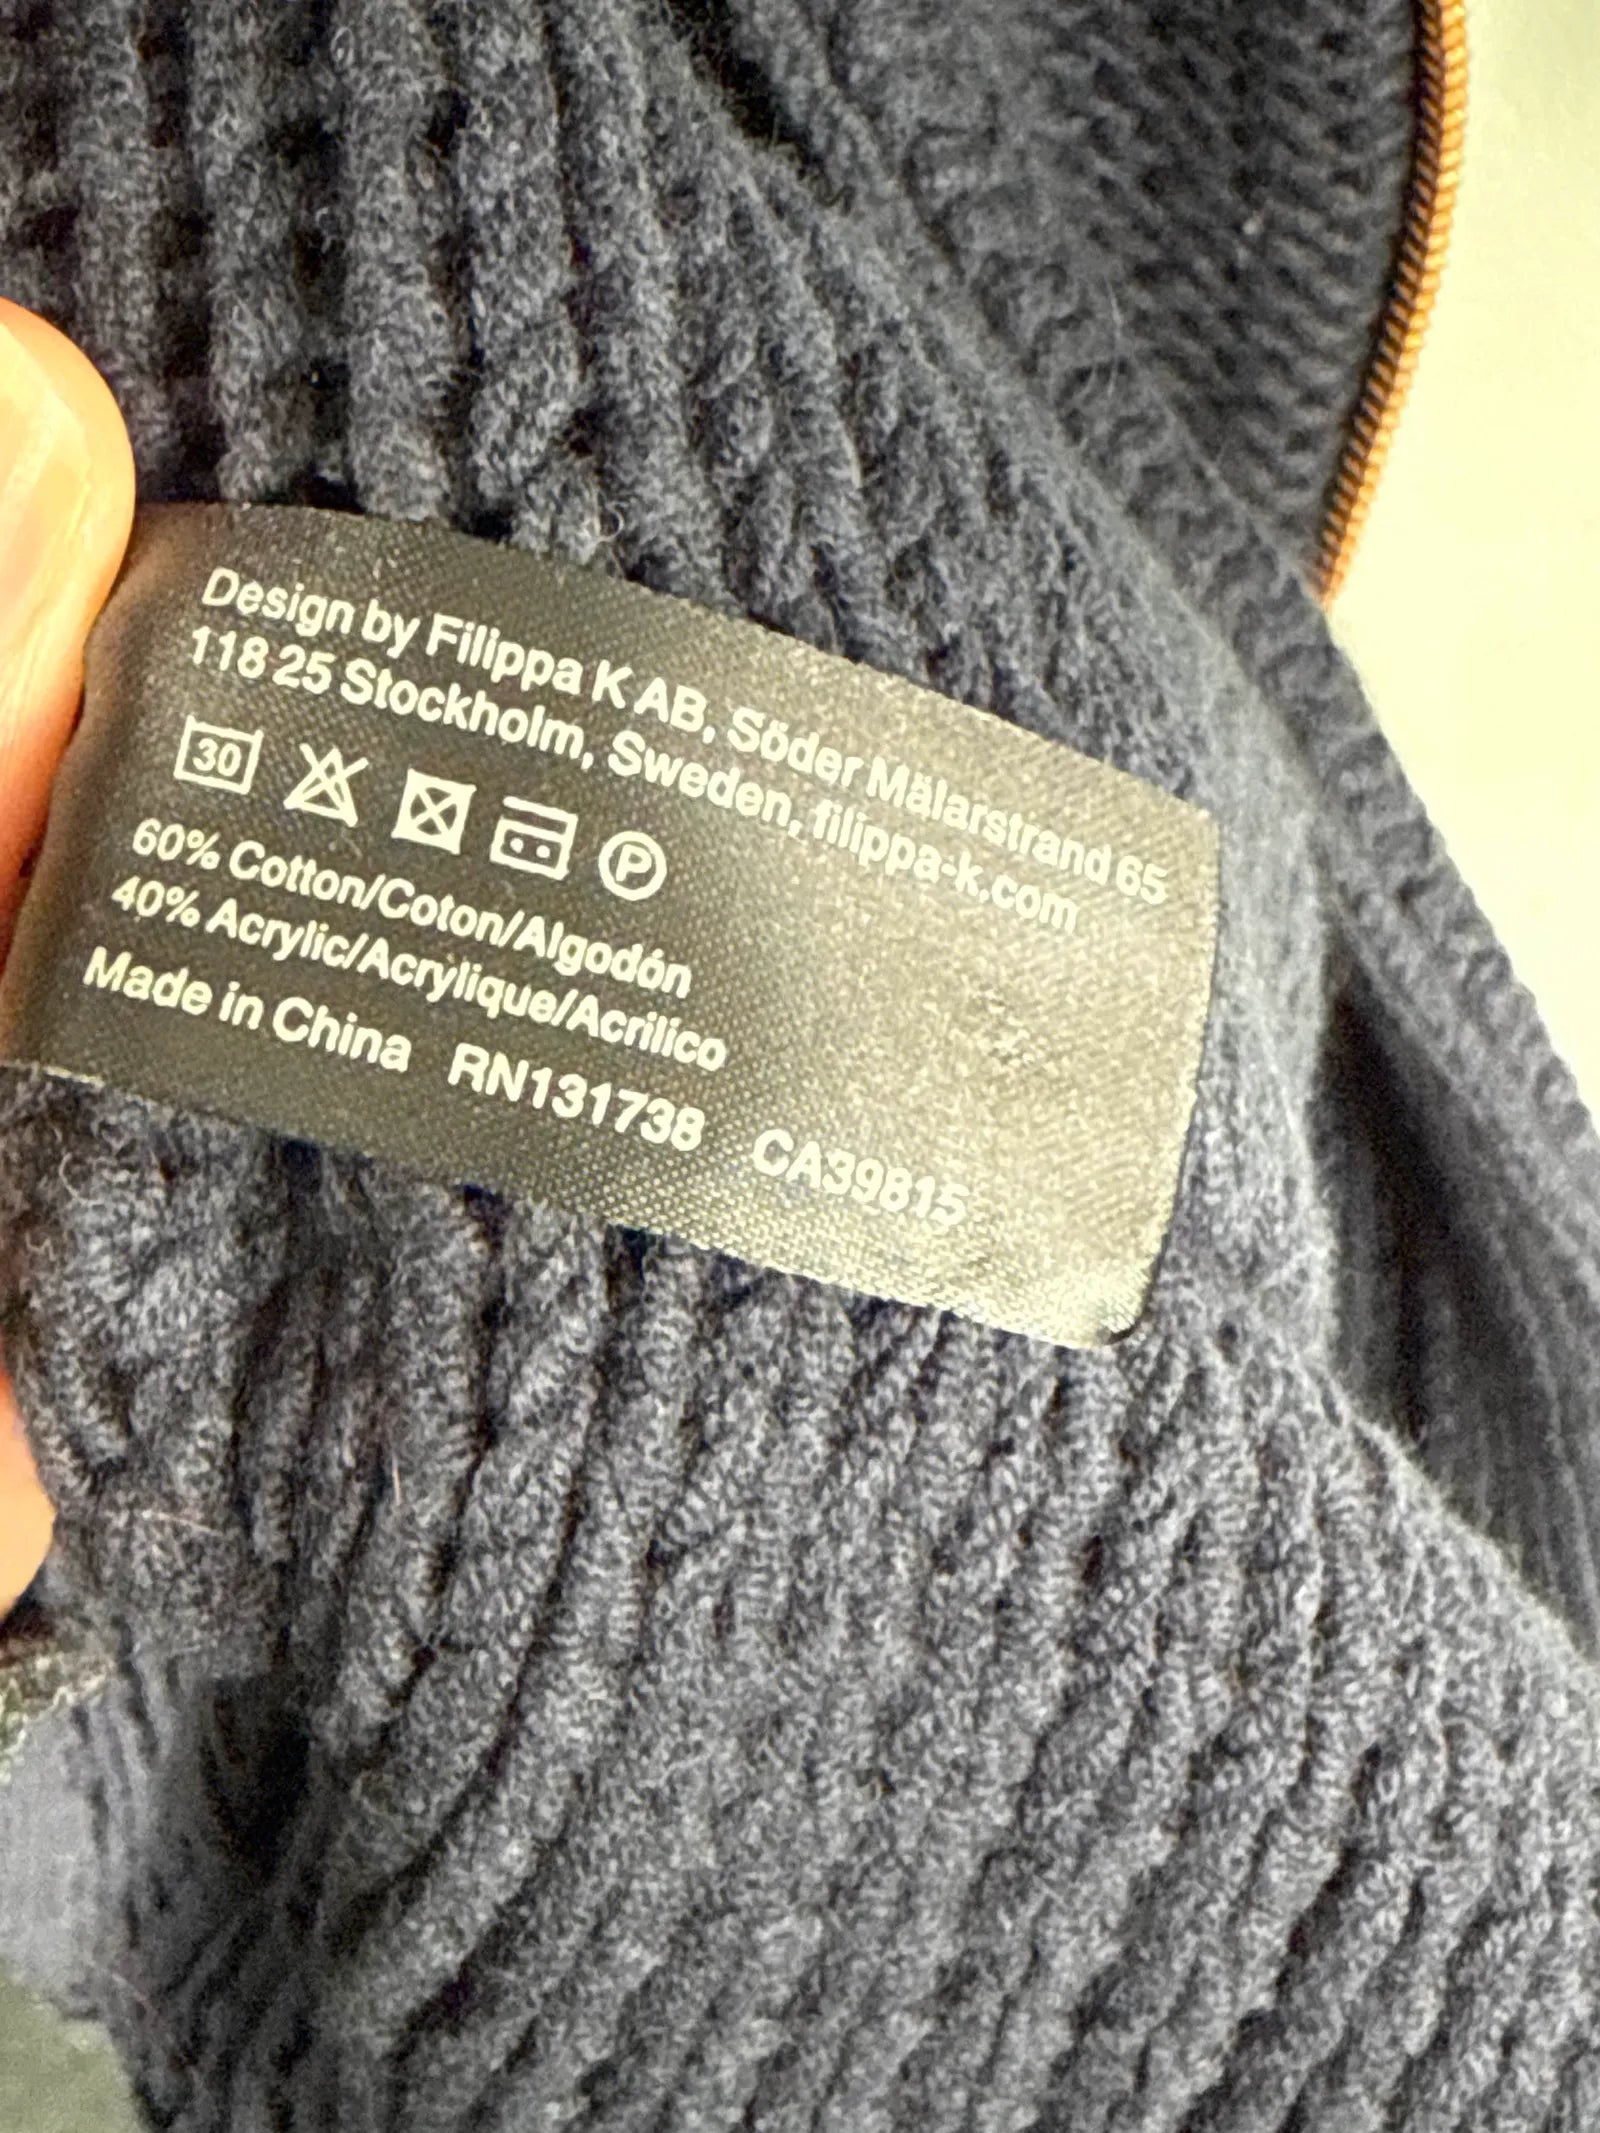 Design by Filippa K AB, Söder Mälarstrand 65
118 25 Stockholm, Sweden, filippa-k.com
30 P
60% Cotton/Coton/Algodón
40% Acrylic/Acrylique/Acrilico
Made in China RN131738 CA39815